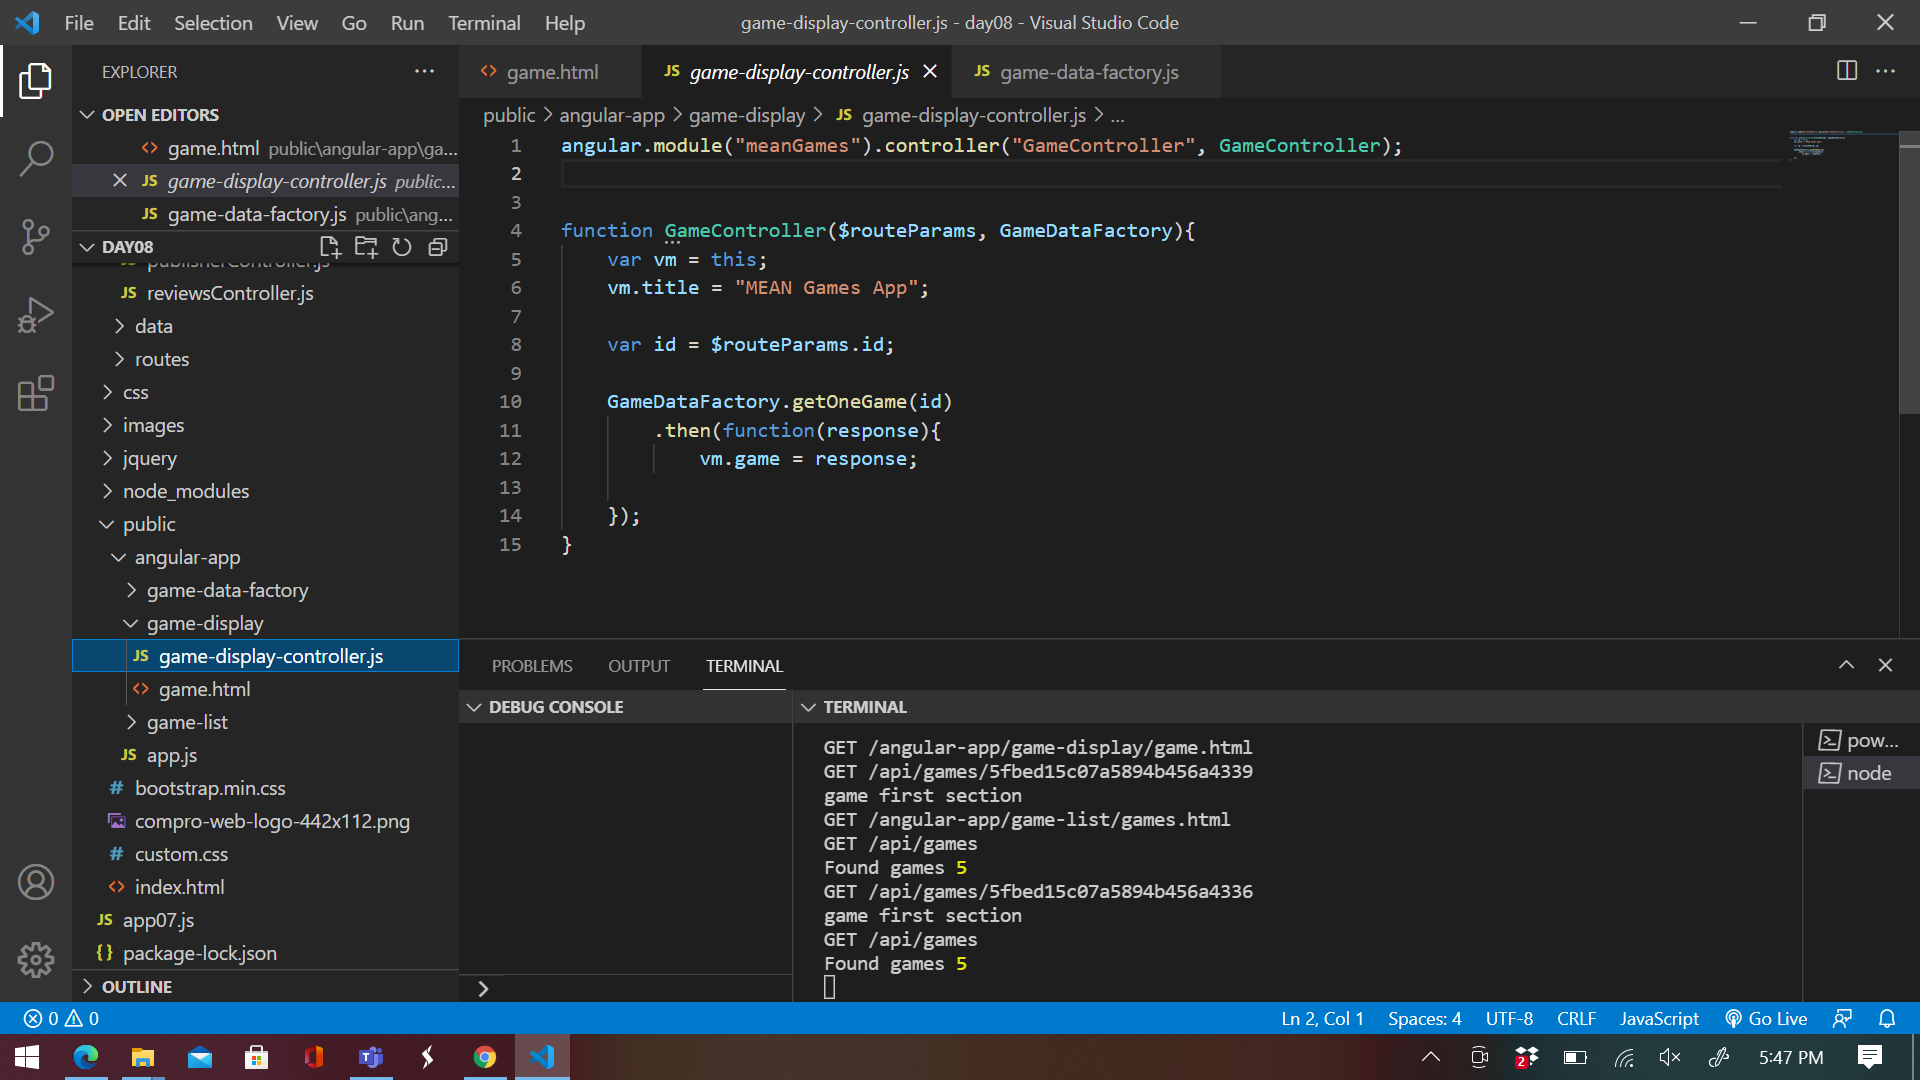 File Edit Selection View Go Run Terminal Help
game-display-controller.js - day08 - Visual Studio Code
EXPLORER
OPEN EDITORS
game.html public\angular-app\ga...
JS game-display-controller.js public...
JS game-data-factory.js public\ang...
DAY08
publisherController.js
JS reviewsController.js
data
routes
css
images
jquery
node_modules
public
angular-app
game-data-factory
game-display
JS game-display-controller.js
game.html
game-list
JS app.js
# bootstrap.min.css
compro-web-logo-442x112.png
# custom.css
index.html
JS app07.js
{} package-lock.json
OUTLINE
game.html
JS game-display-controller.js
JS game-data-factory.js
public > angular-app > game-display > JS game-display-controller.js > ...
1 angular.module("meanGames").controller("GameController", GameController);
2
3
4 function GameController($routeParams, GameDataFactory){
5 var vm = this;
6 vm.title = "MEAN Games App";
7
8 var id = $routeParams.id;
9
10 GameDataFactory.getOneGame(id)
11 .then(function(response){
12 vm.game = response;
13
14 });
15 }
PROBLEMS OUTPUT TERMINAL
DEBUG CONSOLE
TERMINAL
GET /angular-app/game-display/game.html
GET /api/games/5fbed15c07a5894b456a4339
game first section
GET /angular-app/game-list/games.html
GET /api/games
Found games 5
GET /api/games/5fbed15c07a5894b456a4336
game first section
GET /api/games
Found games 5
pow...
node
0 0
Ln 2, Col 1 Spaces: 4 UTF-8 CRLF JavaScript Go Live
2
5:47 PM